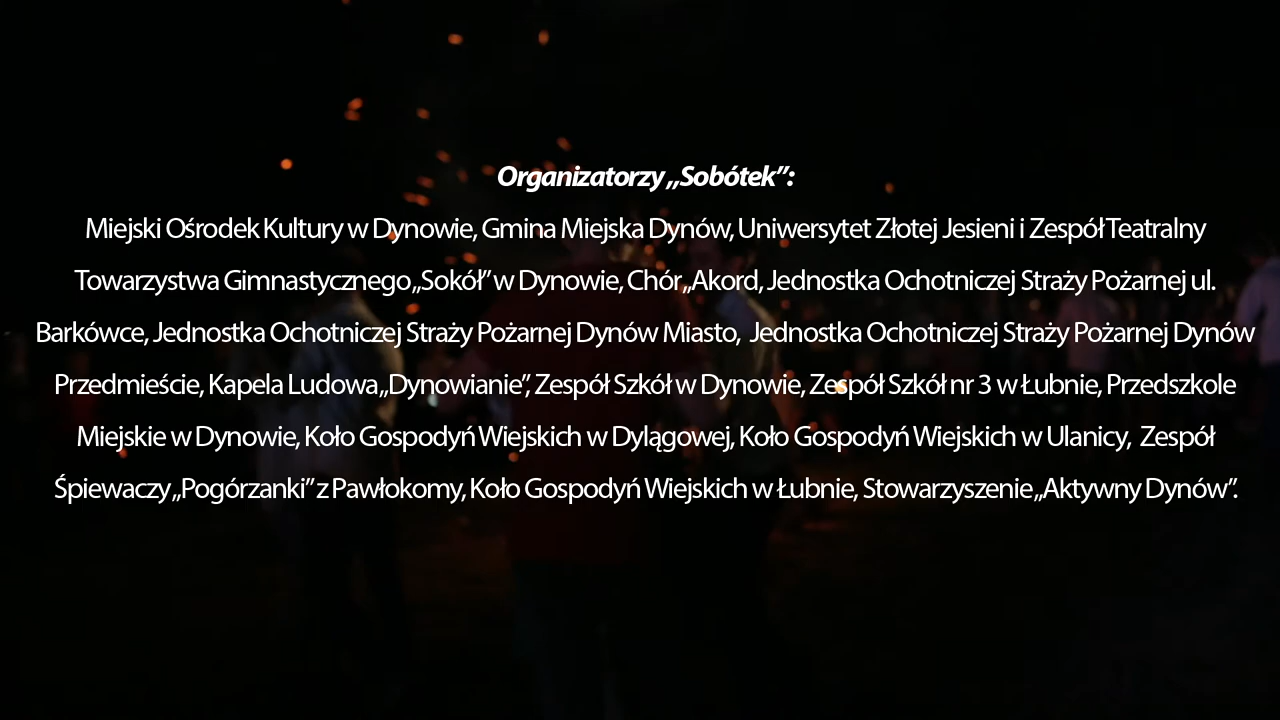 Organizatorzy „Sobótek”:
Miejski Ośrodek Kultury w Dynowie, Gmina Miejska Dynów, Uniwersytet Złotej Jesieni i Zespół Teatralny
Towarzystwa Gimnastycznego „Sokół” w Dynowie, Chór „Akord, Jednostka Ochotniczej Straży Pożarnej ul.
Barkówce, Jednostka Ochotniczej Straży Pożarnej Dynów Miasto, Jednostka Ochotniczej Straży Pożarnej Dynów
Przedmieście, Kapela Ludowa „Dynowianie”, Zespół Szkół w Dynowie, Zespół Szkół nr 3 w Łubnie, Przedszkole
Miejskie w Dynowie, Koło Gospodyń Wiejskich w Dylągowej, Koło Gospodyń Wiejskich w Ulanicy, Zespół
Śpiewaczy „Pogórzanki” z Pawłokomy, Koło Gospodyń Wiejskich w Łubnie, Stowarzyszenie „Aktywny Dynów”.